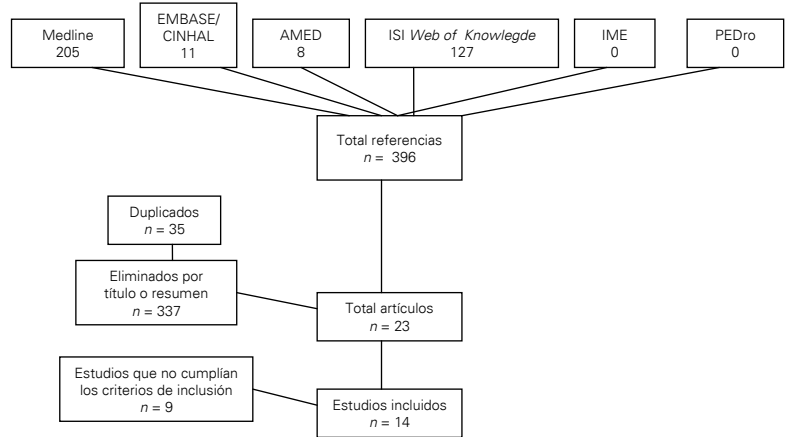 Medline
205
EMBASE/
CINHAL
11
AMED
8
ISI Web of Knowlegde
127
IME
0
PEDro
0
Total referencias
n = 396
Duplicados
n = 35
Eliminados por
título o resumen
n = 337
Total artículos
n = 23
Estudios que no cumplían
los criterios de inclusión
n = 9
Estudios incluidos
n = 14